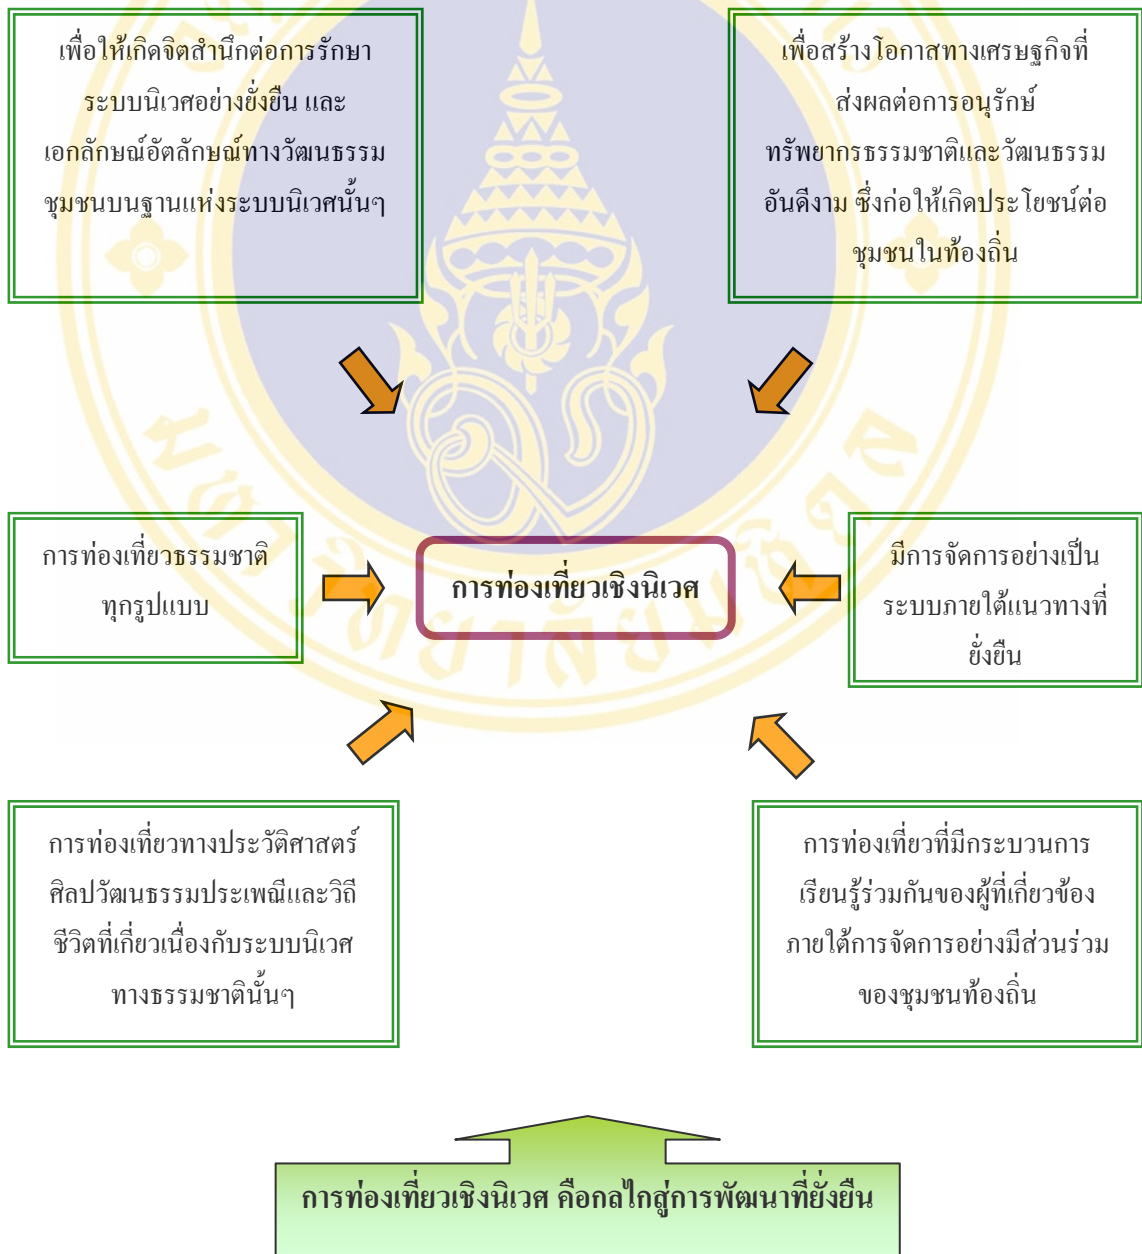 เพื่อให้เกิดจิตสำนึกต่อการรักษา
ระบบนิเวศอย่างยั่งยืน และ
เอกลักษณ์อัตลักษณ์ทางวัฒนธรรม
ชุมชนบนฐานแห่งระบบนิเวศนั้นๆ
เพื่อสร้างโอกาสทางเศรษฐกิจที่
ส่งผลต่อการอนุรักษ์
ทรัพยากรธรรมชาติและวัฒนธรรม
อันดีงาม ซึ่งก่อให้เกิดประโยชน์ต่อ
ชุมชนในท้องถิ่น
การท่องเที่ยวธรรมชาติ
ทุกรูปแบบ
การท่องเที่ยวเชิงนิเวศ
มีการจัดการอย่างเป็น
ระบบภายใต้แนวทางที่
ยั่งยืน
การท่องเที่ยวทางประวัติศาสตร์
ศิลปวัฒนธรรมประเพณีและวิถี
ชีวิตที่เกี่ยวเนื่องกับระบบนิเวศ
ทางธรรมชาตินั้นๆ
การท่องเที่ยวที่มีกระบวนการ
เรียนรู้ร่วมกันของผู้ที่เกี่ยวข้อง
ภายใต้การจัดการอย่างมีส่วนร่วม
ของชุมชนท้องถิ่น
การท่องเที่ยวเชิงนิเวศ คือกลไกสู่การพัฒนาที่ยั่งยืน
มหาวิทยาลัยมหิดล